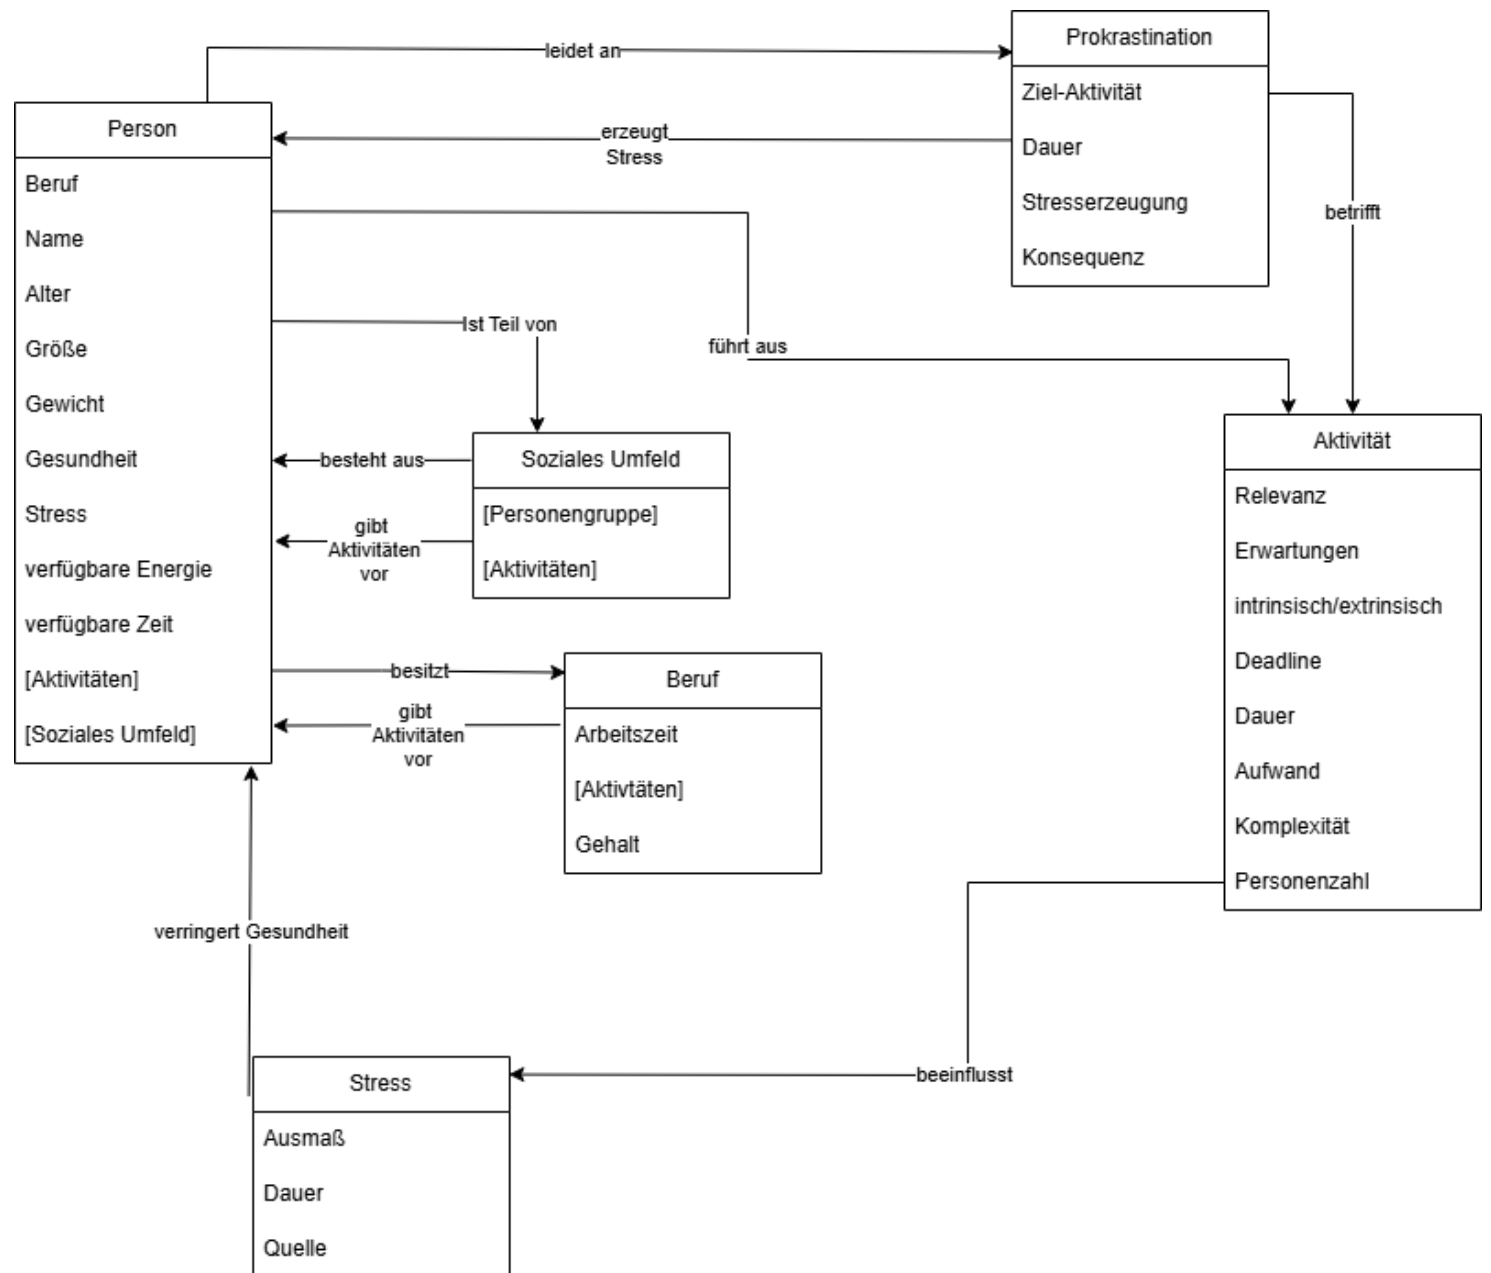 leidet an
Prokrastination
Ziel-Aktivität
Dauer
Stresserzeugung
Konsequenz
erzeugt
Stress
betrifft
Person
Beruf
Name
Alter
Größe
Gewicht
Gesundheit
Stress
verfügbare Energie
verfügbare Zeit
[Aktivitäten]
[Soziales Umfeld]
führt aus
Ist Teil von
besteht aus
Soziales Umfeld
[Personengruppe]
[Aktivitäten]
gibt
Aktivitäten
vor
besitzt
Beruf
Arbeitszeit
[Aktivtäten]
Gehalt
gibt
Aktivitäten
vor
Aktivität
Relevanz
Erwartungen
intrinsisch/extrinsisch
Deadline
Dauer
Aufwand
Komplexität
Personenzahl
verringert Gesundheit
beeinflusst
Stress
Ausmaß
Dauer
Quelle